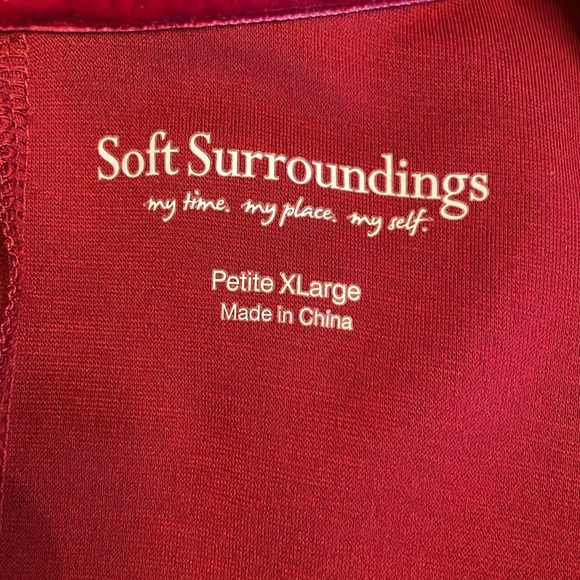 Soft Surroundings
my time. my place. my self.
Petite XLarge
Made in China